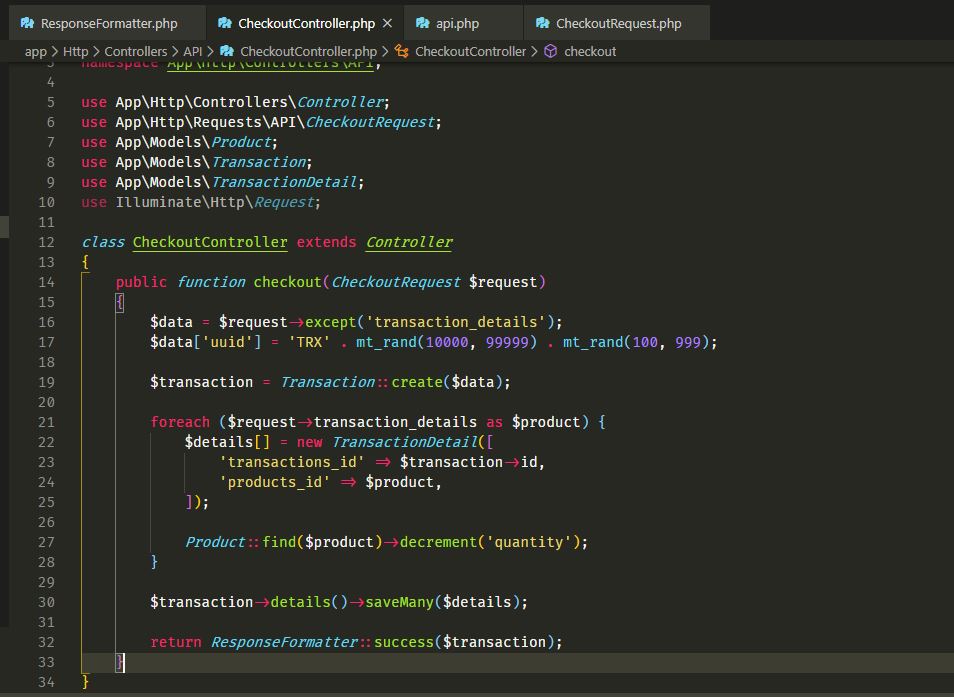 ResponseFormatter.php CheckoutController.php × api.php CheckoutRequest.php
app > Http > Controllers > API > CheckoutController.php > CheckoutController > checkout
3 namespace App\Http\Controllers\API;
4
5 use App\Http\Controllers\Controller;
6 use App\Http\Requests\API\CheckoutRequest;
7 use App\Models\Product;
8 use App\Models\Transaction;
9 use App\Models\TransactionDetail;
10 use Illuminate\Http\Request;
11
12 class CheckoutController extends Controller
13 {
14 public function checkout(CheckoutRequest $request)
15 {
16 $data = $request->except('transaction_details');
17 $data['uuid'] = 'TRX' . mt_rand(10000, 99999) . mt_rand(100, 999);
18
19 $transaction = Transaction::create($data);
20
21 foreach ($request->transaction_details as $product) {
22 $details[] = new TransactionDetail([
23 'transactions_id' => $transaction->id,
24 'products_id' => $product,
25 ]);
26
27 Product::find($product)->decrement('quantity');
28 }
29
30 $transaction->details()->saveMany($details);
31
32 return ResponseFormatter::success($transaction);
33 }
34 }